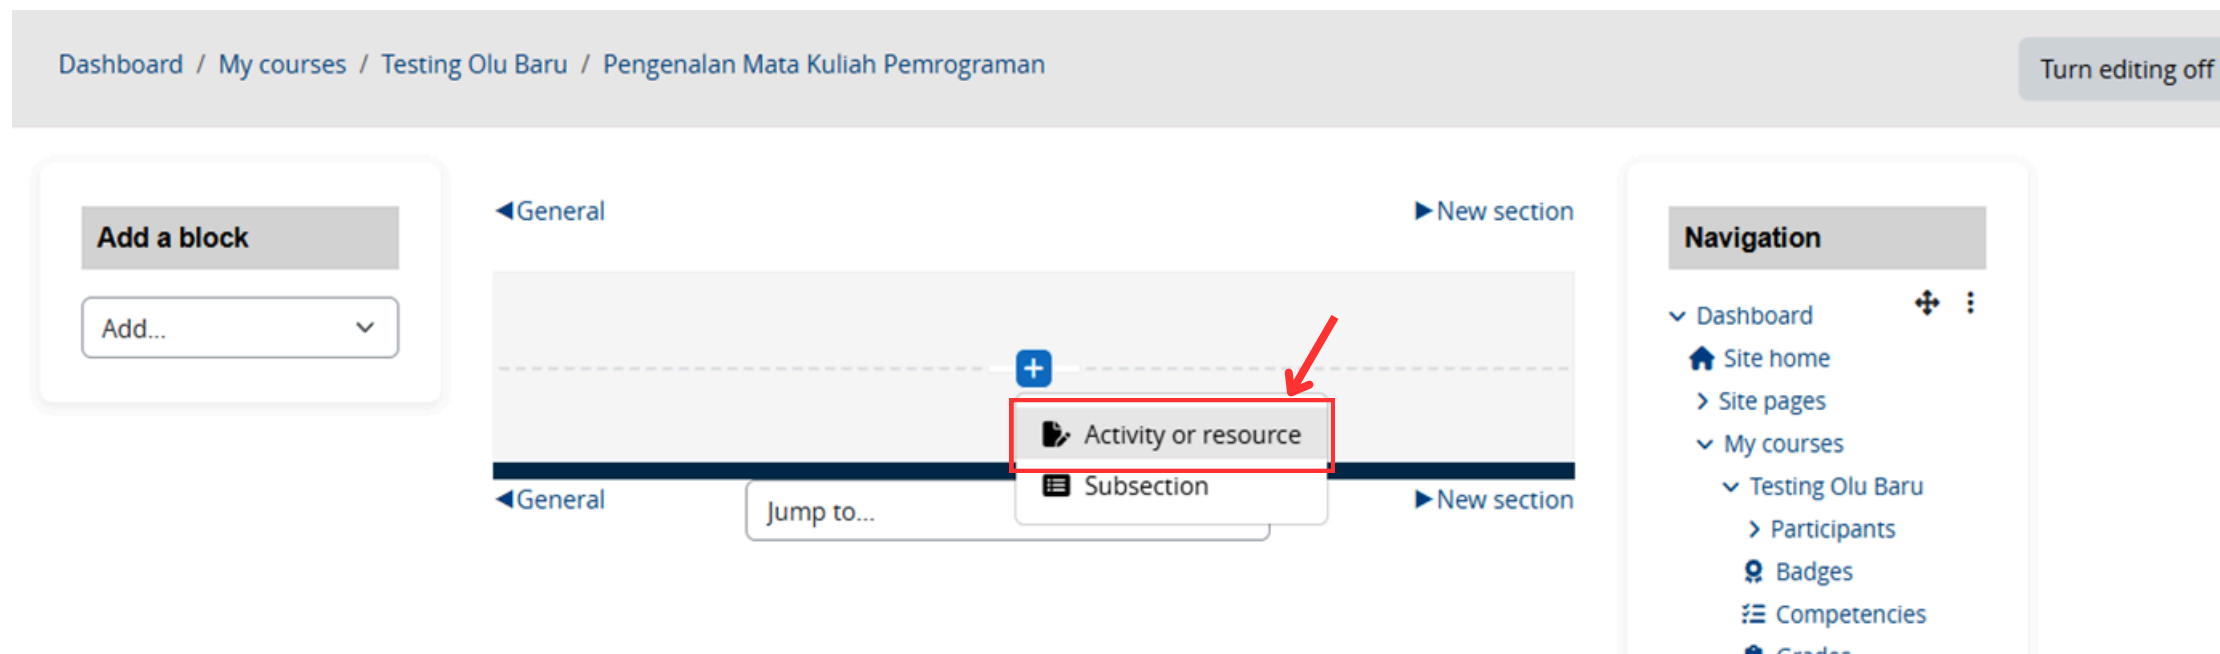 Dashboard / My courses / Testing Olu Baru / Pengenalan Mata Kuliah Pemrograman
Turn editing off
Add a block
Add...
◀General
▶New section
Activity or resource
Subsection
◀General
Jump to...
▶New section
Navigation
Dashboard
Site home
Site pages
My courses
Testing Olu Baru
Participants
Badges
Competencies
Grades